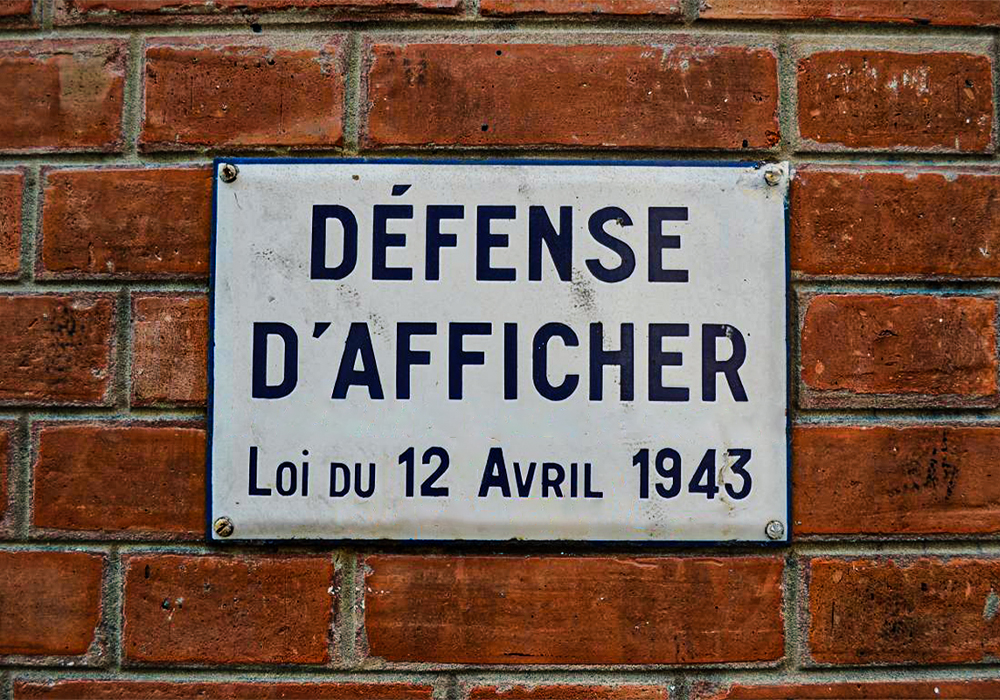 DÉFENSE
D'AFFICHER
Loi du 12 Avril 1943